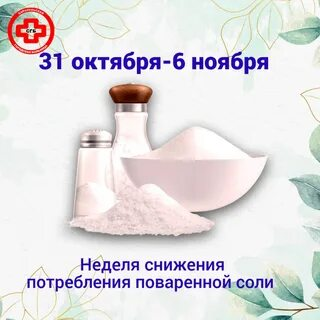 31 октября-6 ноября
Неделя снижения
потребления поваренной соли